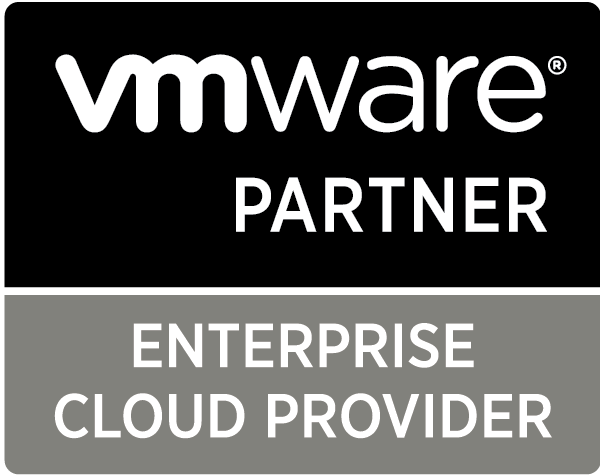 vmware®
PARTNER
ENTERPRISE
CLOUD PROVIDER